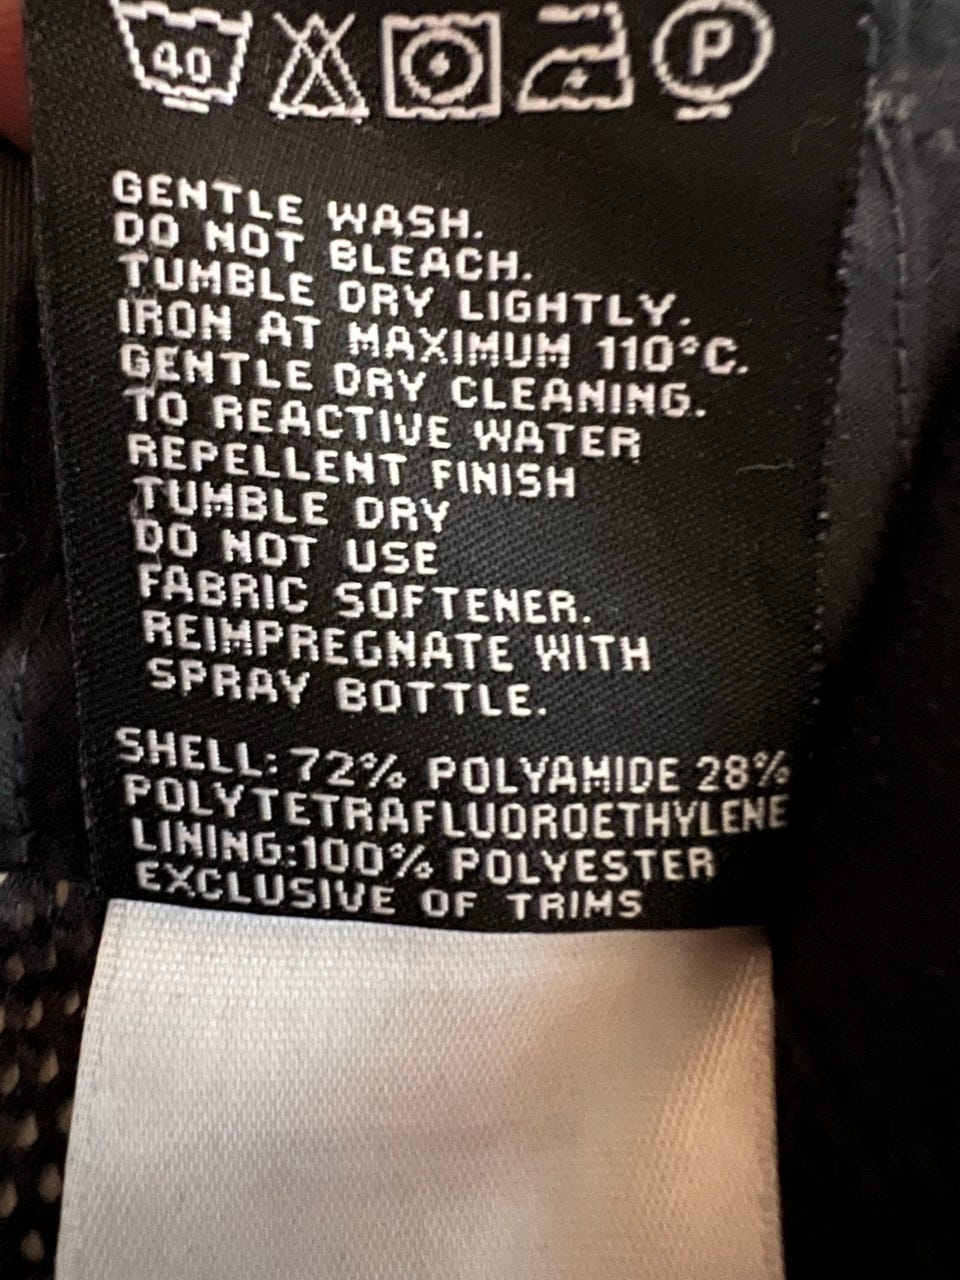 40 P
GENTLE WASH.
DO NOT BLEACH.
TUMBLE DRY LIGHTLY.
IRON AT MAXIMUM 110°C.
GENTLE DRY CLEANING.
TO REACTIVE WATER
REPELLENT FINISH
TUMBLE DRY
DO NOT USE
FABRIC SOFTENER.
REIMPREGNATE WITH
SPRAY BOTTLE.
SHELL: 72% POLYAMIDE 28%
POLYTETRAFLUOROETHYLENE
LINING:100% POLYESTER
EXCLUSIVE OF TRIMS